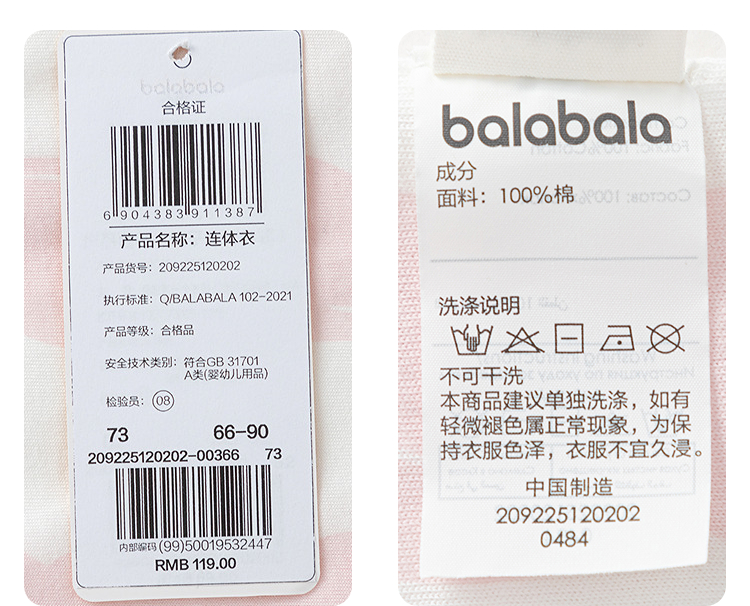 balabala
合格证
6 904383 911387
产品名称：连体衣
产品货号：209225120202
执行标准：Q/BALABALA 102-2021
产品等级：合格品
安全技术类别：符合GB 31701
A类(婴幼儿用品)
检验员：08
73 66-90
209225120202-00366 73
内部编码(99)50019532447
RMB 119.00
balabala
成分
面料：100%棉
洗涤说明
不可干洗
本商品建议单独洗涤，如有
轻微褪色属正常现象，为保
持衣服色泽，衣服不宜久浸。
中国制造
209225120202
0484